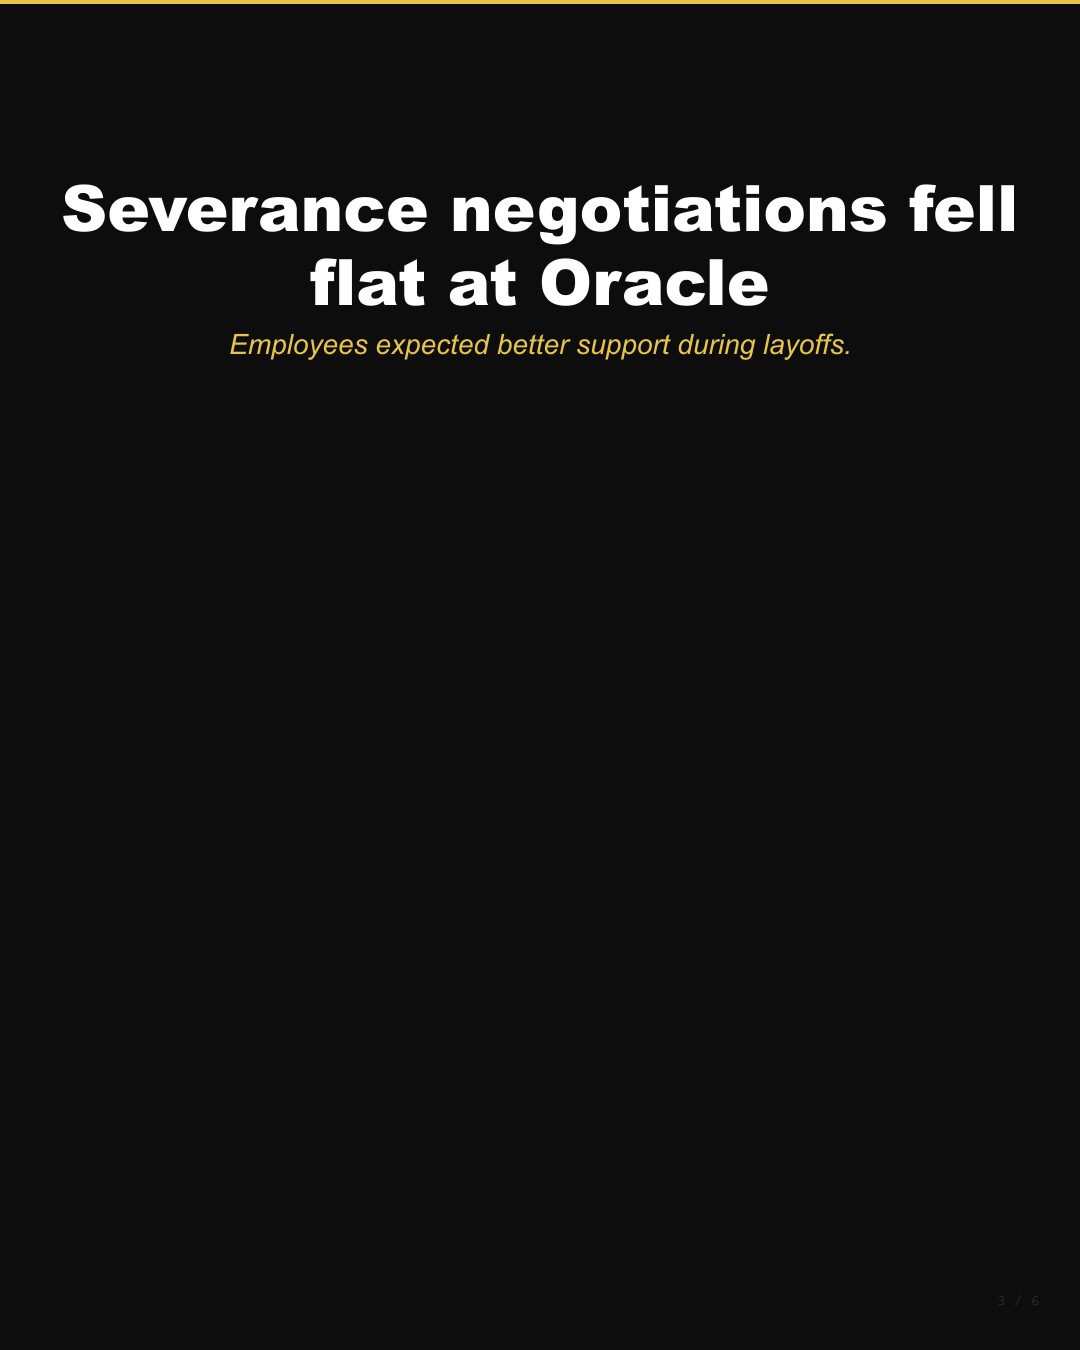 Severance negotiations fell
flat at Oracle
Employees expected better support during layoffs.
3 / 6